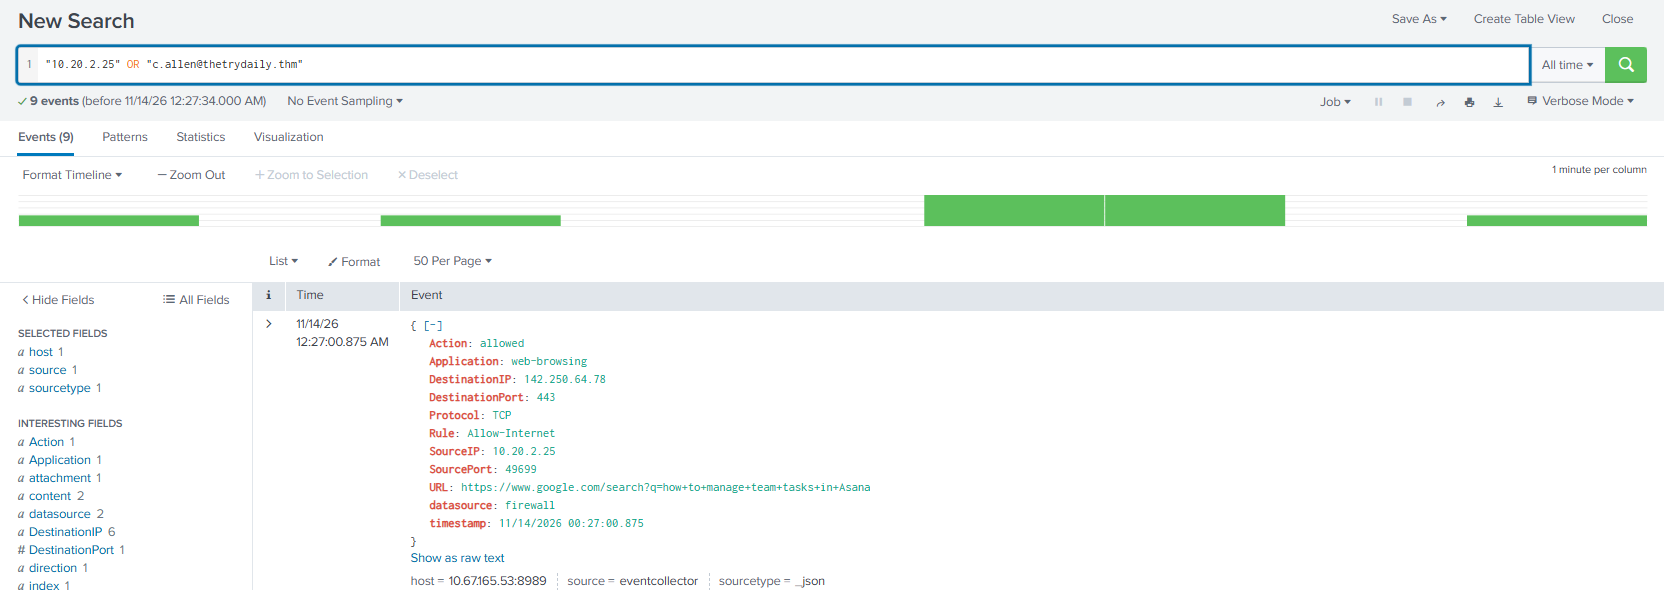 New Search
Save As ▾ Create Table View Close
1 "10.20.2.25" OR "c.allen@thetrydaily.thm"
All time ▾
✓ 9 events (before 11/14/26 12:27:34.000 AM) No Event Sampling ▾
Job ▾ Verbose Mode ▾
Events (9) Patterns Statistics Visualization
Format Timeline ▾ — Zoom Out + Zoom to Selection × Deselect
1 minute per column
List ▾ Format 50 Per Page ▾
< Hide Fields All Fields
i Time Event
SELECTED FIELDS
a host 1
a source 1
a sourcetype 1
INTERESTING FIELDS
a Action 1
a Application 1
a attachment 1
a content 2
a datasource 2
a DestinationIP 6
# DestinationPort 1
a direction 1
a index 1
> 11/14/26
12:27:00.875 AM
{ [-]
Action: allowed
Application: web-browsing
DestinationIP: 142.250.64.78
DestinationPort: 443
Protocol: TCP
Rule: Allow-Internet
SourceIP: 10.20.2.25
SourcePort: 49699
URL: https://www.google.com/search?q=how+to+manage+team+tasks+in+Asana
datasource: firewall
timestamp: 11/14/2026 00:27:00.875
}
Show as raw text
host = 10.67.165.53:8989 source = eventcollector sourcetype = _json